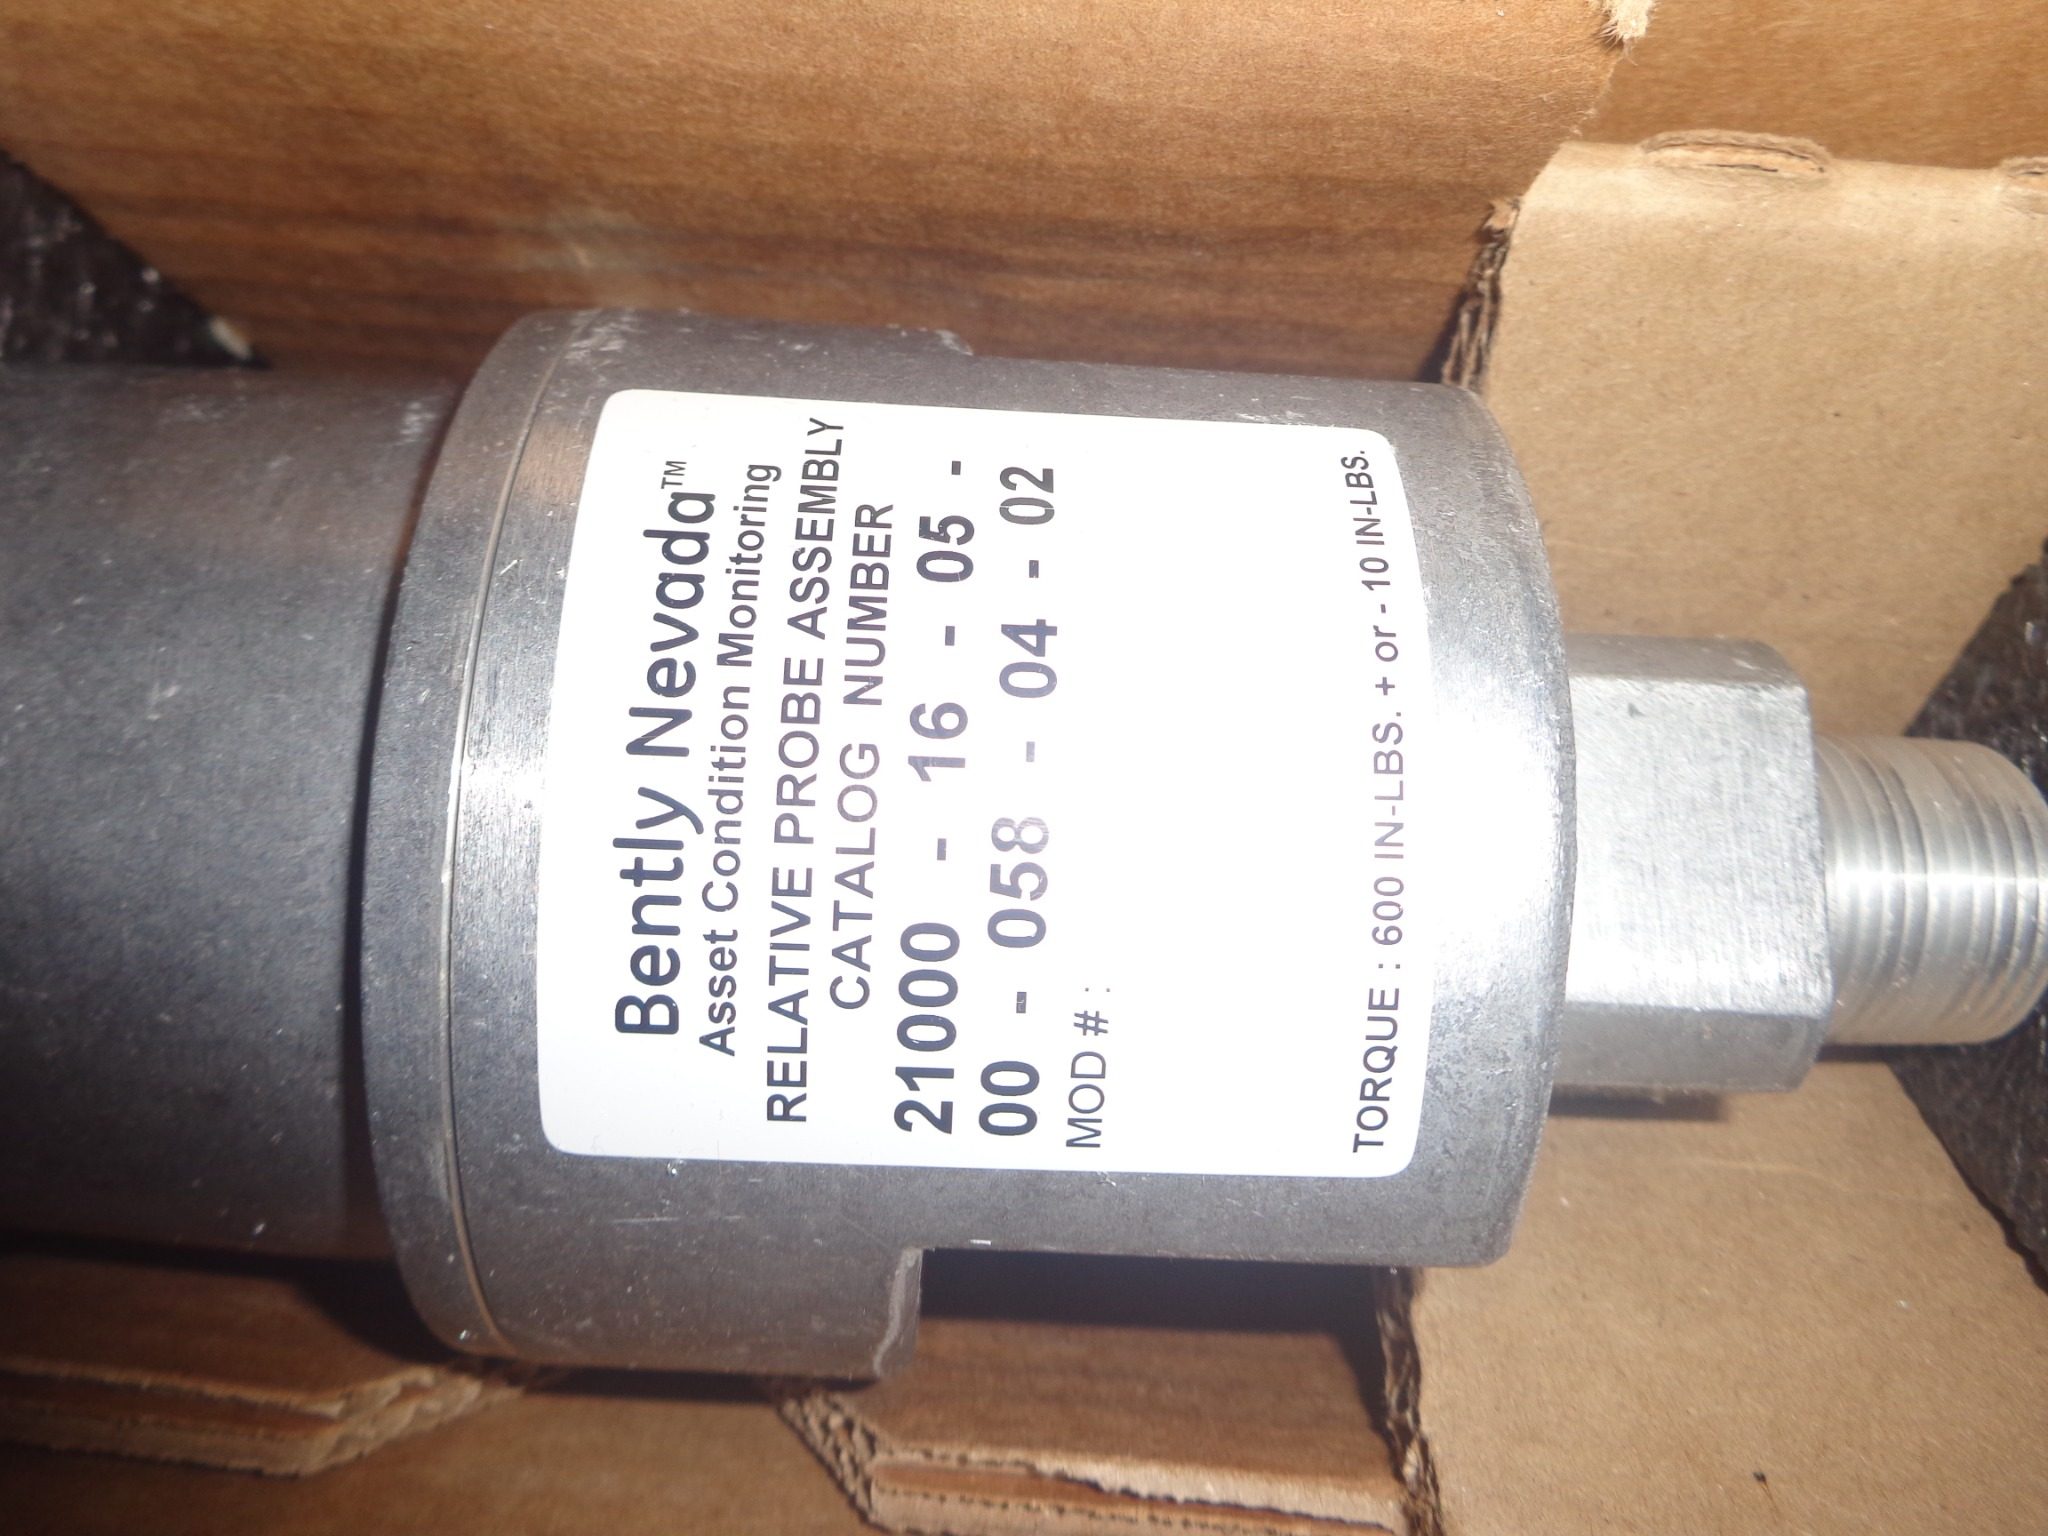 Bently Nevada™
Asset Condition Monitoring
RELATIVE PROBE ASSEMBLY
CATALOG NUMBER
21000 - 16 - 05 -
00 - 058 - 04 - 02
MOD # :
TORQUE : 600 IN-LBS. + or - 10 IN-LBS.